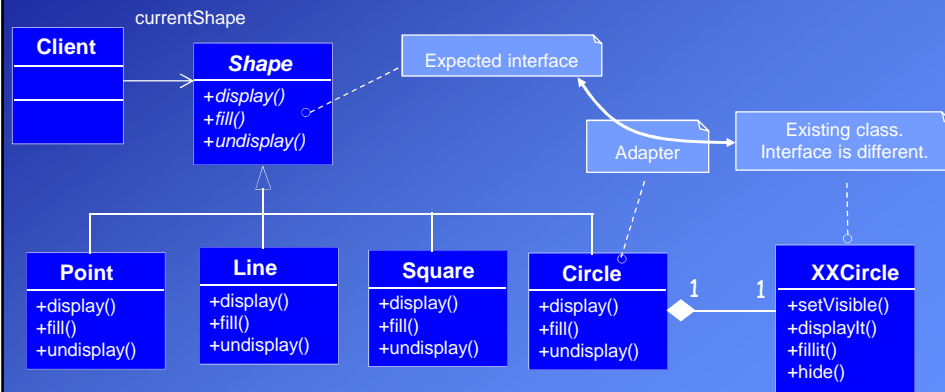 currentShape
Client
Shape
+display()
+fill()
+undisplay()
Expected interface
Adapter
Existing class.
Interface is different.
Point
+display()
+fill()
+undisplay()
Line
+display()
+fill()
+undisplay()
Square
+display()
+fill()
+undisplay()
Circle
+display()
+fill()
+undisplay()
1
1
XXCircle
+setVisible()
+displayIt()
+fillit()
+hide()